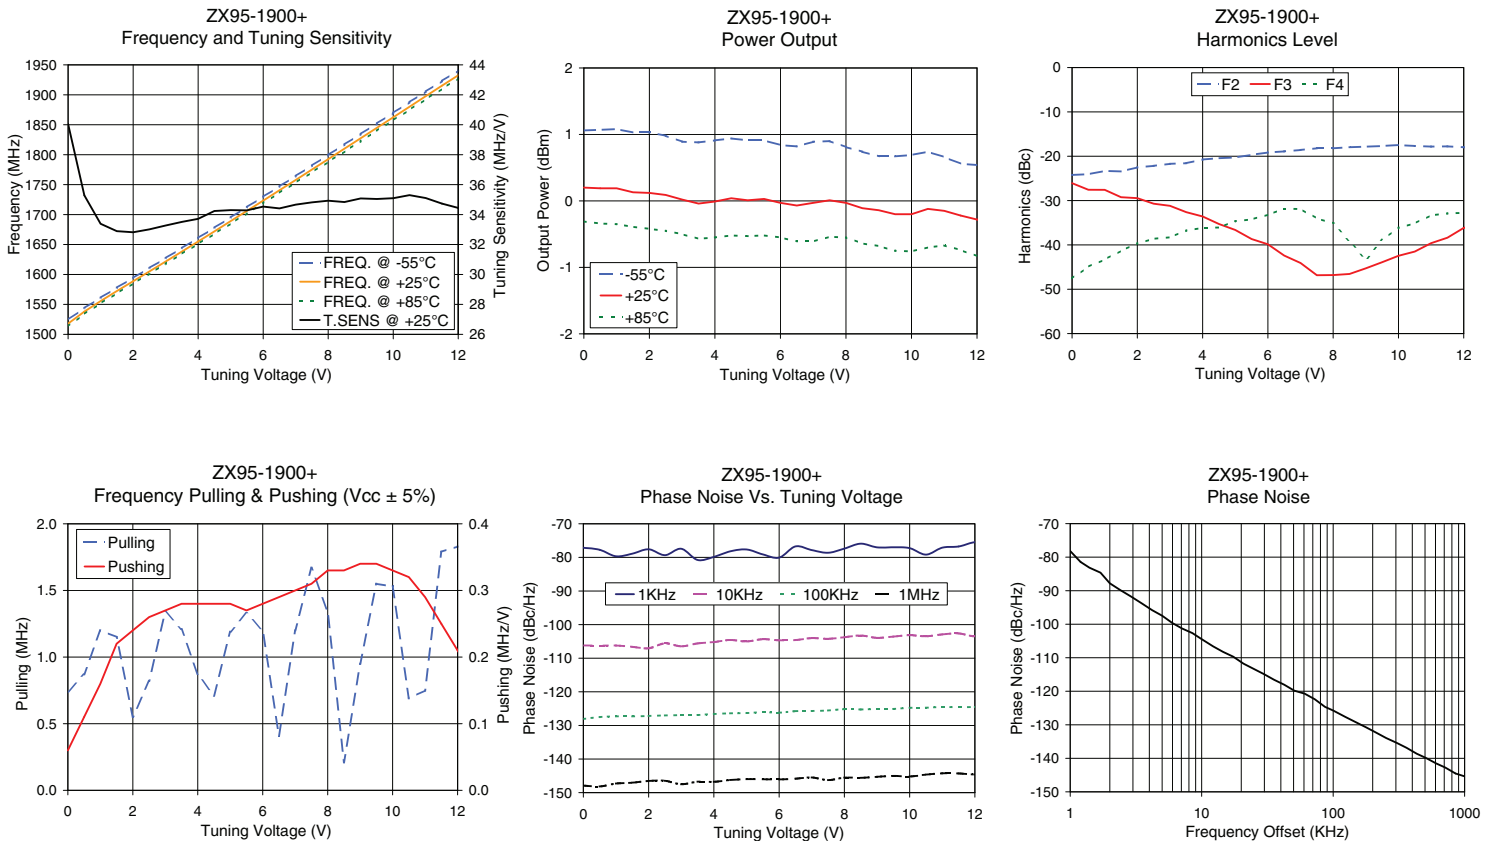 ZX95-1900+
Frequency and Tuning Sensitivity
1950
1900
1850
1800
1750
1700
1650
1600
1550
1500
Frequency (MHz)
44
42
40
38
36
34
32
30
28
26
Tuning Sensitivity (MHz/V)
FREQ. @ -55°C
FREQ. @ +25°C
FREQ. @ +85°C
T.SENS @ +25°C
0 2 4 6 8 10 12
Tuning Voltage (V)
ZX95-1900+
Power Output
2
1
0
-1
-2
Output Power (dBm)
-55°C
+25°C
+85°C
0 2 4 6 8 10 12
Tuning Voltage (V)
ZX95-1900+
Harmonics Level
0
-10
-20
-30
-40
-50
-60
Harmonics (dBc)
F2 F3 F4
0 2 4 6 8 10 12
Tuning Voltage (V)
ZX95-1900+
Frequency Pulling & Pushing (Vcc ± 5%)
2.0
1.5
1.0
0.5
0.0
Pulling (MHz)
0.4
0.3
0.2
0.1
0.0
Pushing (MHz/V)
Pulling
Pushing
0 2 4 6 8 10 12
Tuning Voltage (V)
ZX95-1900+
Phase Noise Vs. Tuning Voltage
-70
-80
-90
-100
-110
-120
-130
-140
-150
Phase Noise (dBc/Hz)
1KHz 10KHz 100KHz 1MHz
0 2 4 6 8 10 12
Tuning Voltage (V)
ZX95-1900+
Phase Noise
-70
-80
-90
-100
-110
-120
-130
-140
-150
Phase Noise (dBc/Hz)
1 10 100 1000
Frequency Offset (KHz)